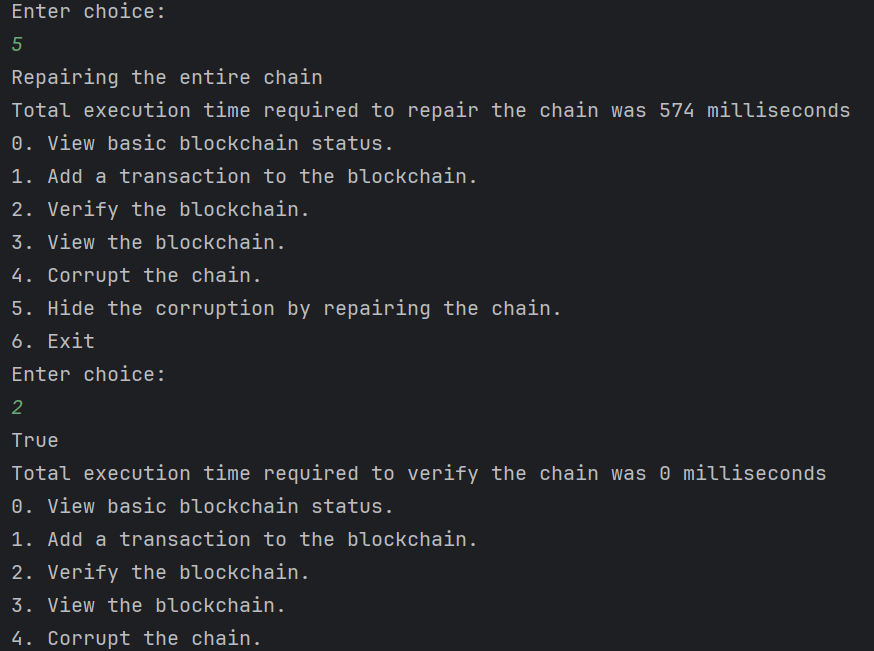 Enter choice:
5
Repairing the entire chain
Total execution time required to repair the chain was 574 milliseconds
0. View basic blockchain status.
1. Add a transaction to the blockchain.
2. Verify the blockchain.
3. View the blockchain.
4. Corrupt the chain.
5. Hide the corruption by repairing the chain.
6. Exit
Enter choice:
2
True
Total execution time required to verify the chain was 0 milliseconds
0. View basic blockchain status.
1. Add a transaction to the blockchain.
2. Verify the blockchain.
3. View the blockchain.
4. Corrupt the chain.